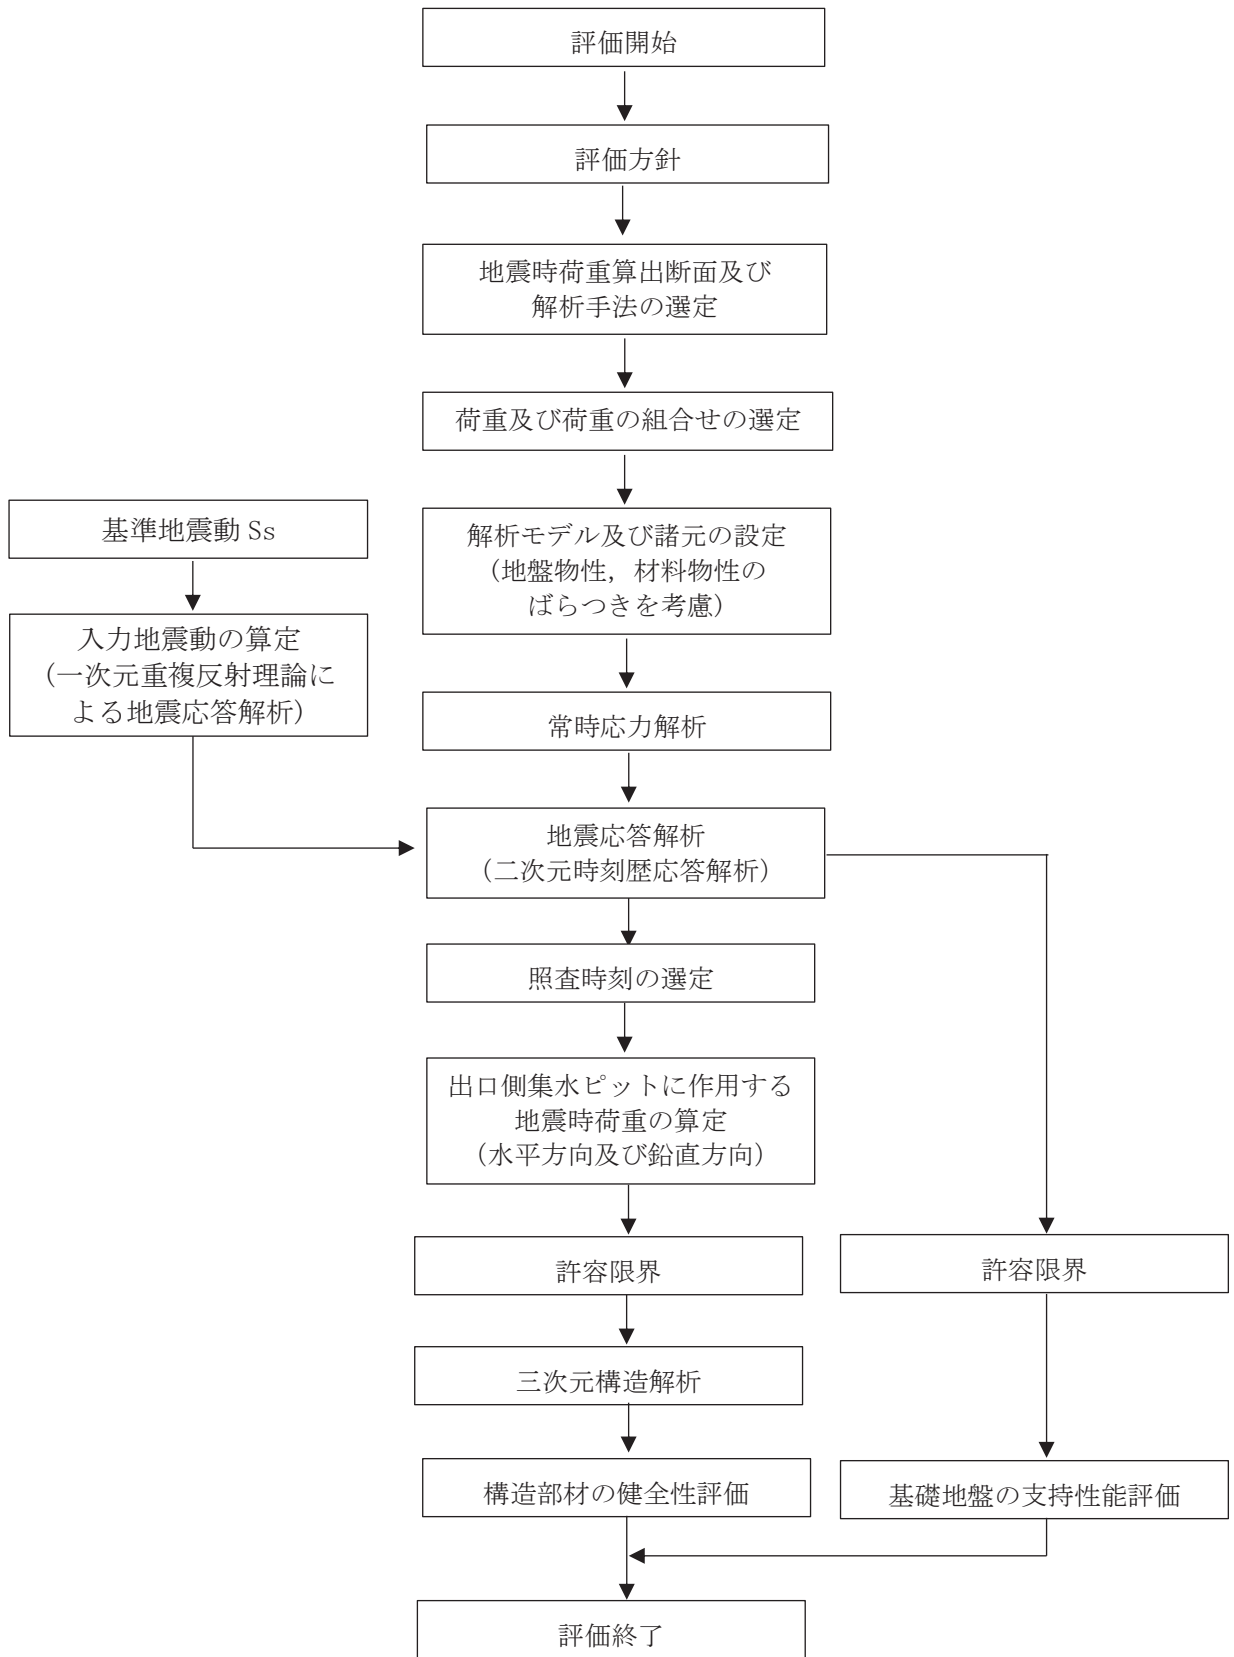 評価開始
評価方針
地震時荷重算出断面及び
解析手法の選定
荷重及び荷重の組合せの選定
基準地震動 Ss
解析モデル及び諸元の設定
(地盤物性，材料物性の
ばらつきを考慮)
入力地震動の算定
(一次元重複反射理論に
よる地震応答解析)
常時応力解析
地震応答解析
(二次元時刻歴応答解析)
照査時刻の選定
出口側集水ピットに作用する
地震時荷重の算定
(水平方向及び鉛直方向)
許容限界
許容限界
三次元構造解析
構造部材の健全性評価
基礎地盤の支持性能評価
評価終了